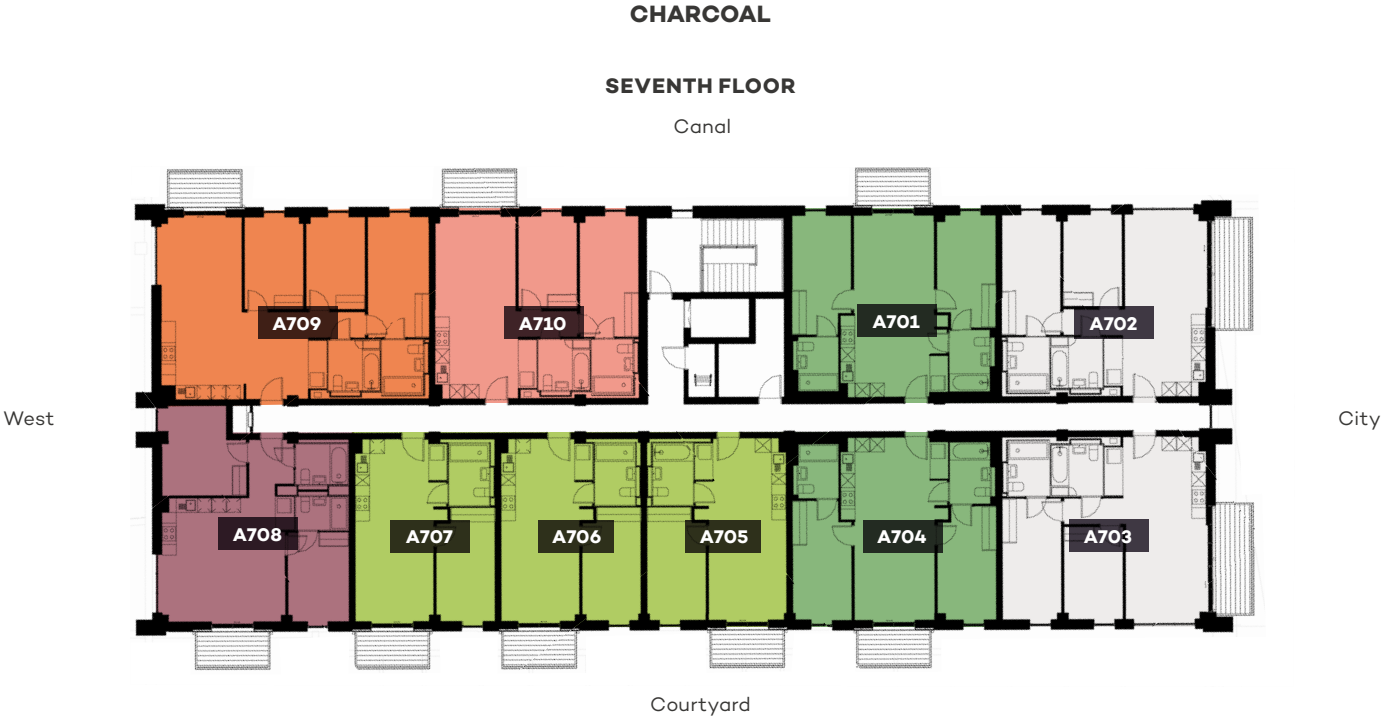 CHARCOAL
SEVENTH FLOOR
Canal
A709
A710
A701
A702
West
City
A708
A707
A706
A705
A704
A703
Courtyard